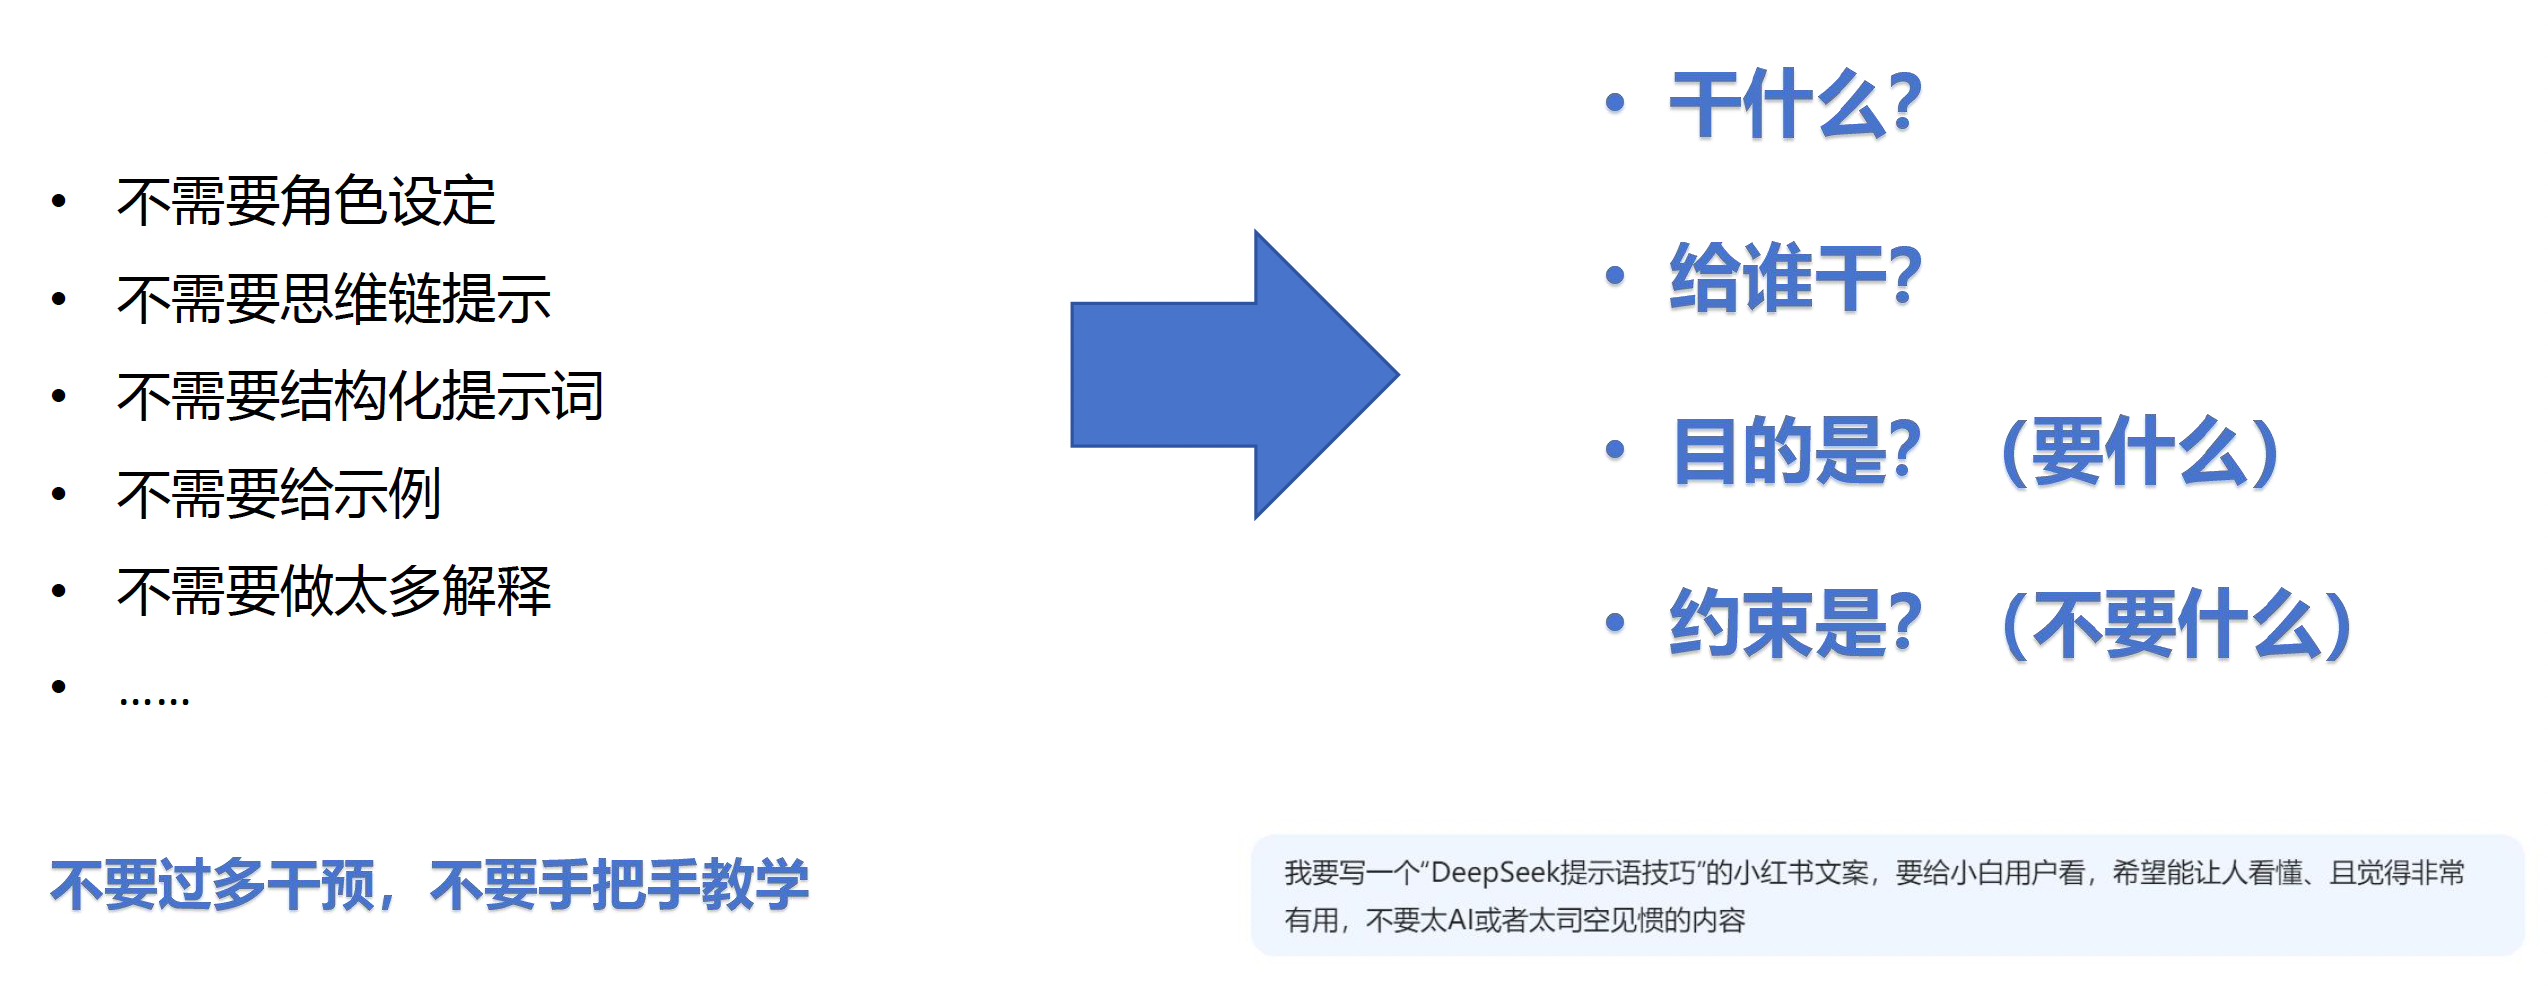 • 不需要角色设定
• 不需要思维链提示
• 不需要结构化提示词
• 不需要给示例
• 不需要做太多解释
• ……
不要过多干预，不要手把手教学
• 干什么？
• 给谁干？
• 目的是？（要什么）
• 约束是？（不要什么）
我要写一个“DeepSeek提示语技巧”的小红书文案，要给小白用户看，希望能让人看懂、且觉得非常
有用，不要太AI或者太司空见惯的内容